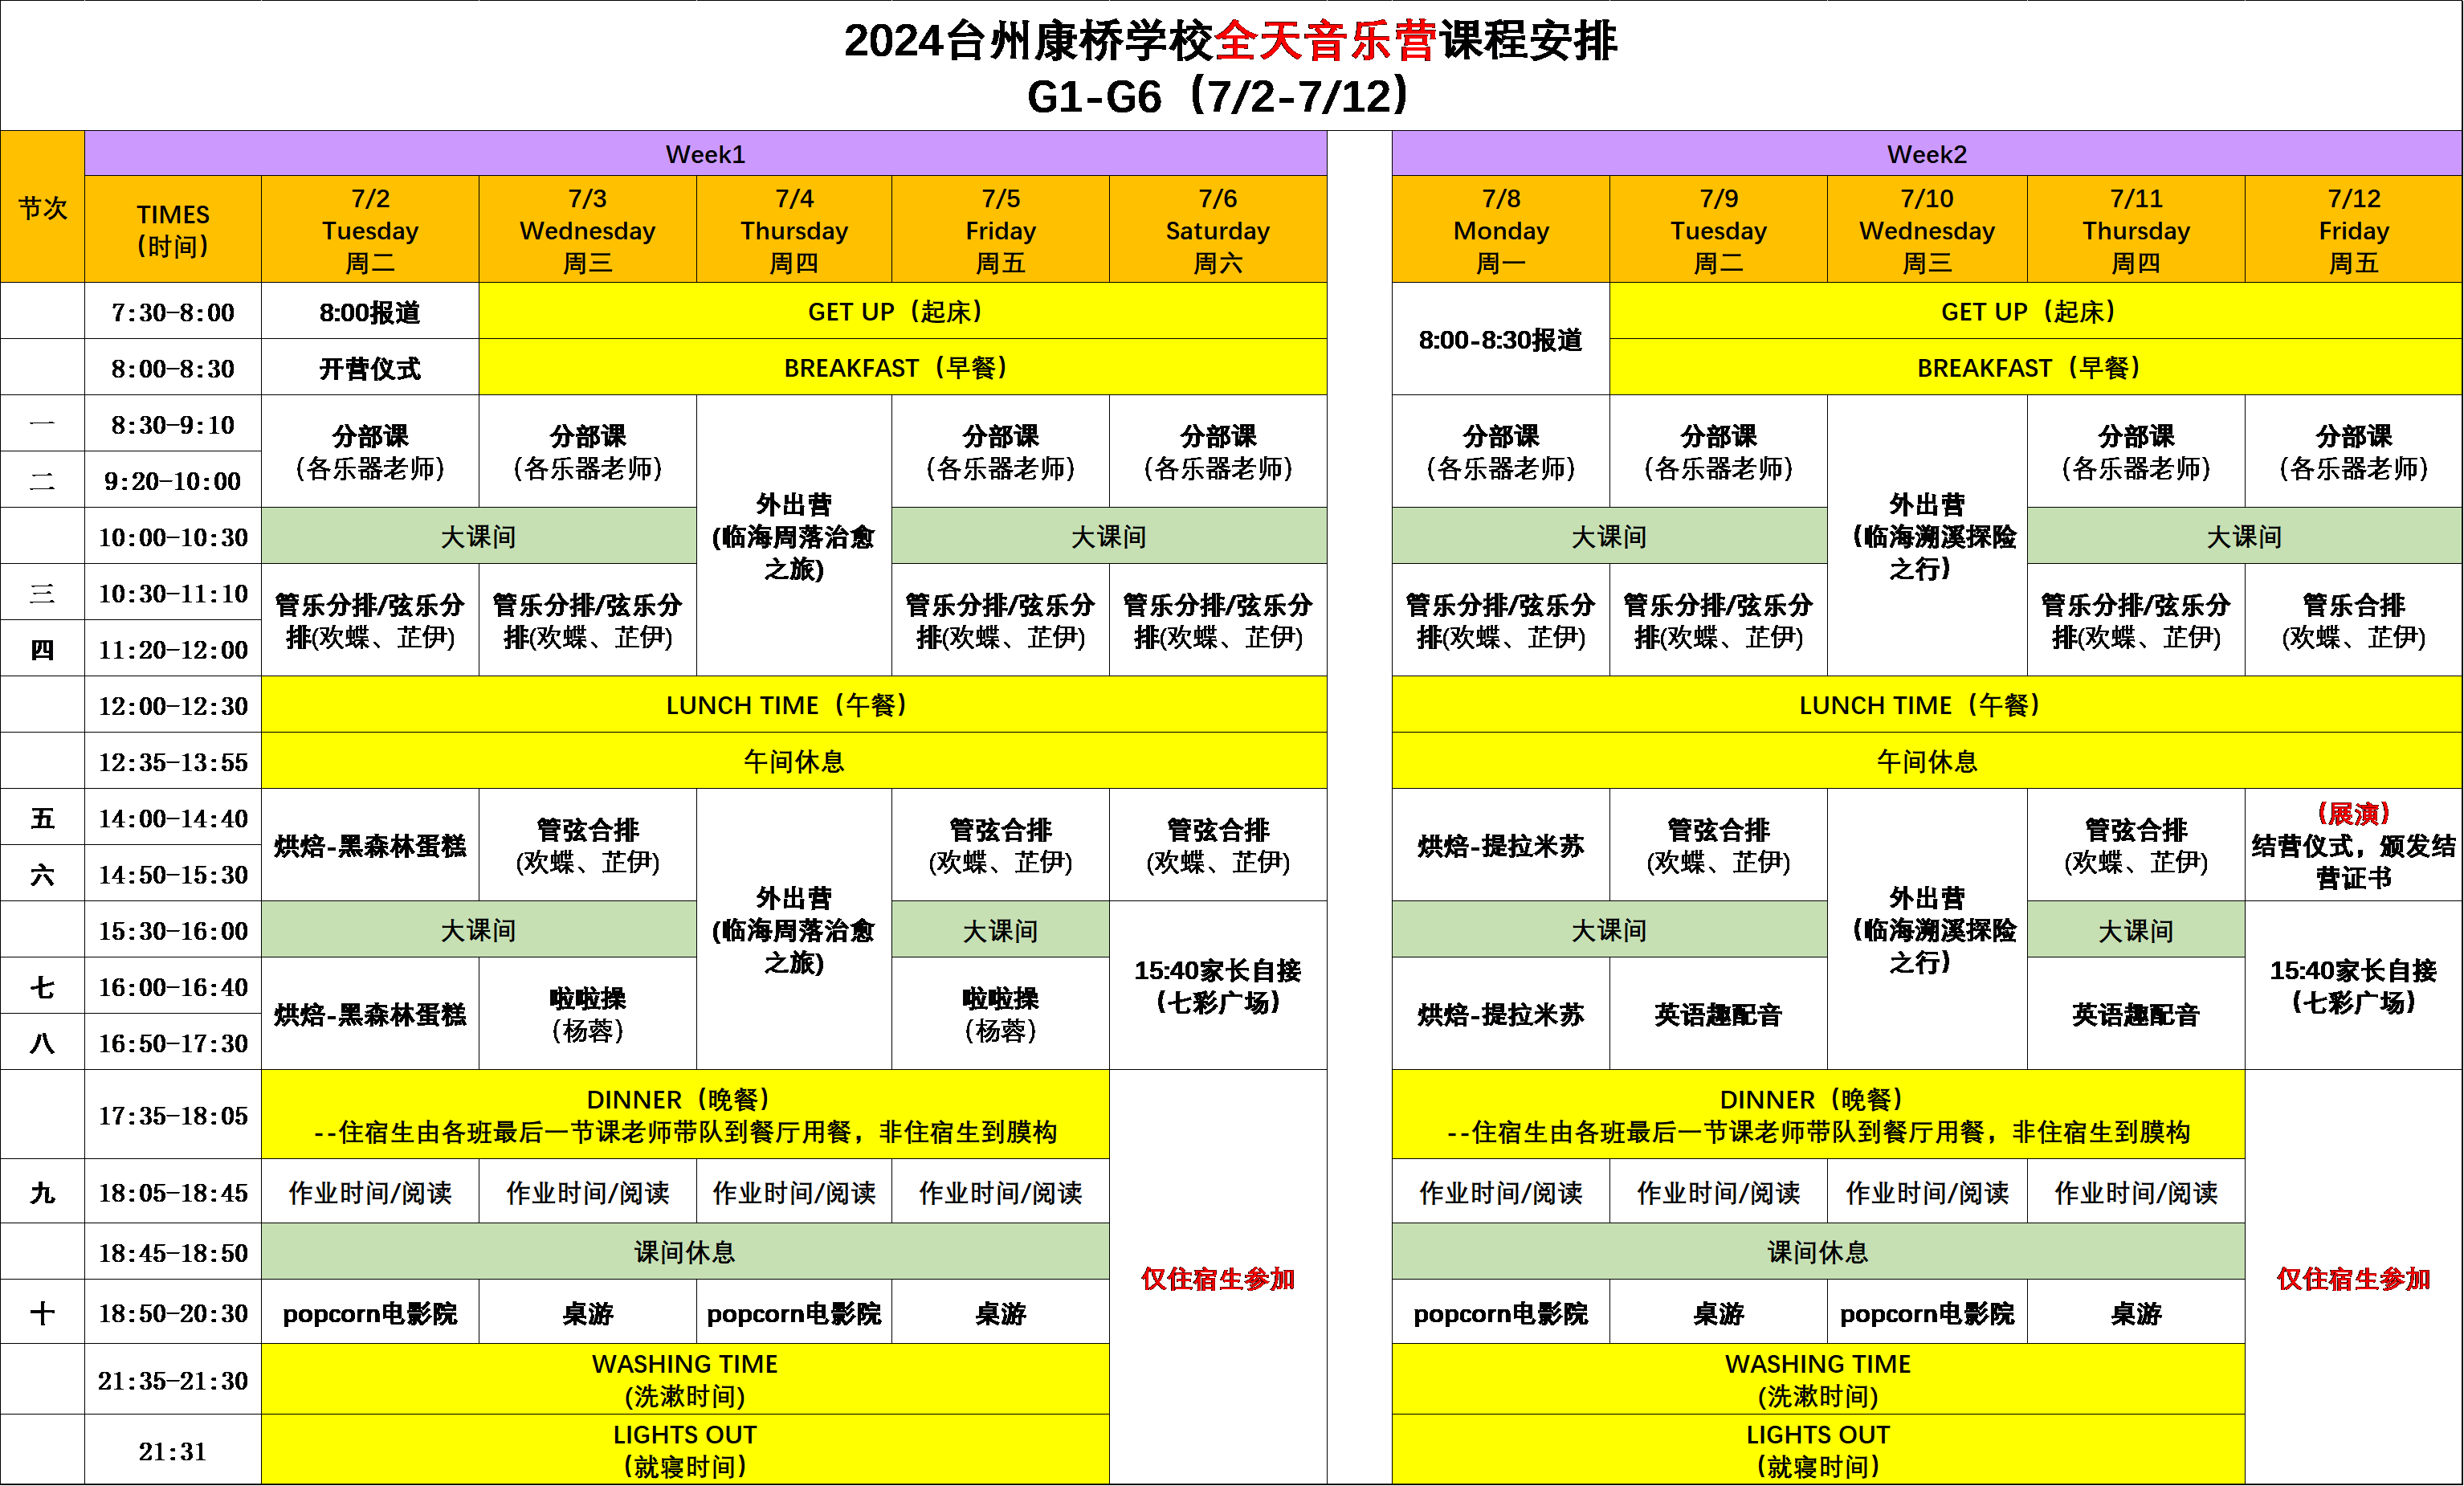 2024台州康桥学校全天音乐营课程安排
G1-G6（7/2-7/12）
节次
Week1
Week2
TIMES
（时间）
7/2
Tuesday
周二
7/3
Wednesday
周三
7/4
Thursday
周四
7/5
Friday
周五
7/6
Saturday
周六
7/8
Monday
周一
7/9
Tuesday
周二
7/10
Wednesday
周三
7/11
Thursday
周四
7/12
Friday
周五
7:30-8:00
8:00报道
GET UP（起床）
8:00-8:30报道
GET UP（起床）
8:00-8:30
开营仪式
BREAKFAST（早餐）
BREAKFAST（早餐）
一
8:30-9:10
二
9:20-10:00
分部课
（各乐器老师）
分部课
（各乐器老师）
外出营
(临海周落治愈
之旅)
分部课
（各乐器老师）
分部课
（各乐器老师）
分部课
（各乐器老师）
分部课
（各乐器老师）
外出营
（临海溯溪探险
之行）
分部课
（各乐器老师）
分部课
（各乐器老师）
10:00-10:30
大课间
大课间
大课间
大课间
三
10:30-11:10
四
11:20-12:00
管乐分排/弦乐分
排(欢蝶、芷伊)
管乐分排/弦乐分
排(欢蝶、芷伊)
管乐分排/弦乐分
排(欢蝶、芷伊)
管乐分排/弦乐分
排(欢蝶、芷伊)
管乐分排/弦乐分
排(欢蝶、芷伊)
管乐分排/弦乐分
排(欢蝶、芷伊)
管乐分排/弦乐分
排(欢蝶、芷伊)
管乐合排
(欢蝶、芷伊)
12:00-12:30
LUNCH TIME（午餐）
LUNCH TIME（午餐）
12:35-13:55
午间休息
午间休息
五
14:00-14:40
六
14:50-15:30
烘焙-黑森林蛋糕
管弦合排
(欢蝶、芷伊)
外出营
(临海周落治愈
之旅)
管弦合排
(欢蝶、芷伊)
管弦合排
(欢蝶、芷伊)
烘焙-提拉米苏
管弦合排
(欢蝶、芷伊)
外出营
（临海溯溪探险
之行）
管弦合排
(欢蝶、芷伊)
（展演）
结营仪式，颁发结
营证书
15:30-16:00
大课间
大课间
大课间
大课间
七
16:00-16:40
八
16:50-17:30
烘焙-黑森林蛋糕
啦啦操
（杨蓉）
啦啦操
（杨蓉）
15:40家长自接
（七彩广场）
烘焙-提拉米苏
英语趣配音
英语趣配音
15:40家长自接
（七彩广场）
17:35-18:05
DINNER（晚餐）
--住宿生由各班最后一节课老师带队到餐厅用餐，非住宿生到膜构
DINNER（晚餐）
--住宿生由各班最后一节课老师带队到餐厅用餐，非住宿生到膜构
九
18:05-18:45
作业时间/阅读
作业时间/阅读
作业时间/阅读
作业时间/阅读
作业时间/阅读
作业时间/阅读
作业时间/阅读
作业时间/阅读
18:45-18:50
课间休息
仅住宿生参加
课间休息
仅住宿生参加
十
18:50-20:30
popcorn电影院
桌游
popcorn电影院
桌游
popcorn电影院
桌游
popcorn电影院
桌游
21:35-21:30
WASHING TIME
(洗漱时间)
WASHING TIME
(洗漱时间)
21:31
LIGHTS OUT
（就寝时间）
LIGHTS OUT
（就寝时间）